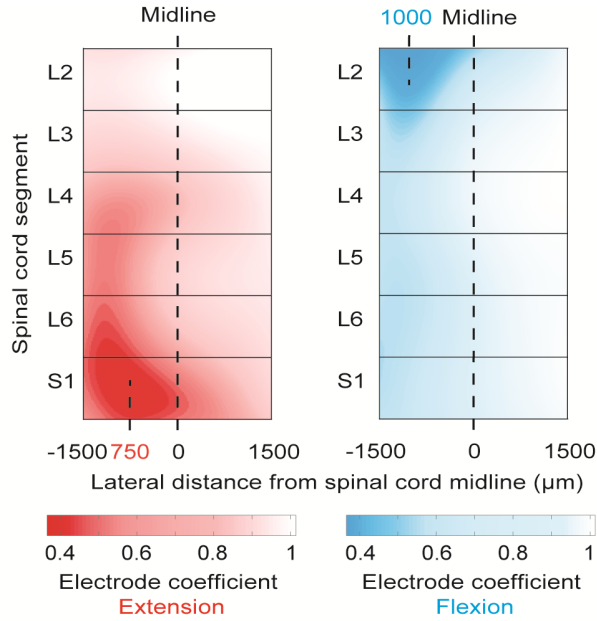 Midline
1000 Midline
Spinal cord segment
L2
L3
L4
L5
L6
S1
L2
L3
L4
L5
L6
S1
-1500 750 0 1500
-1500 0 1500
Lateral distance from spinal cord midline (µm)
0.4 0.6 0.8 1
Electrode coefficient
Extension
0.4 0.6 0.8 1
Electrode coefficient
Flexion